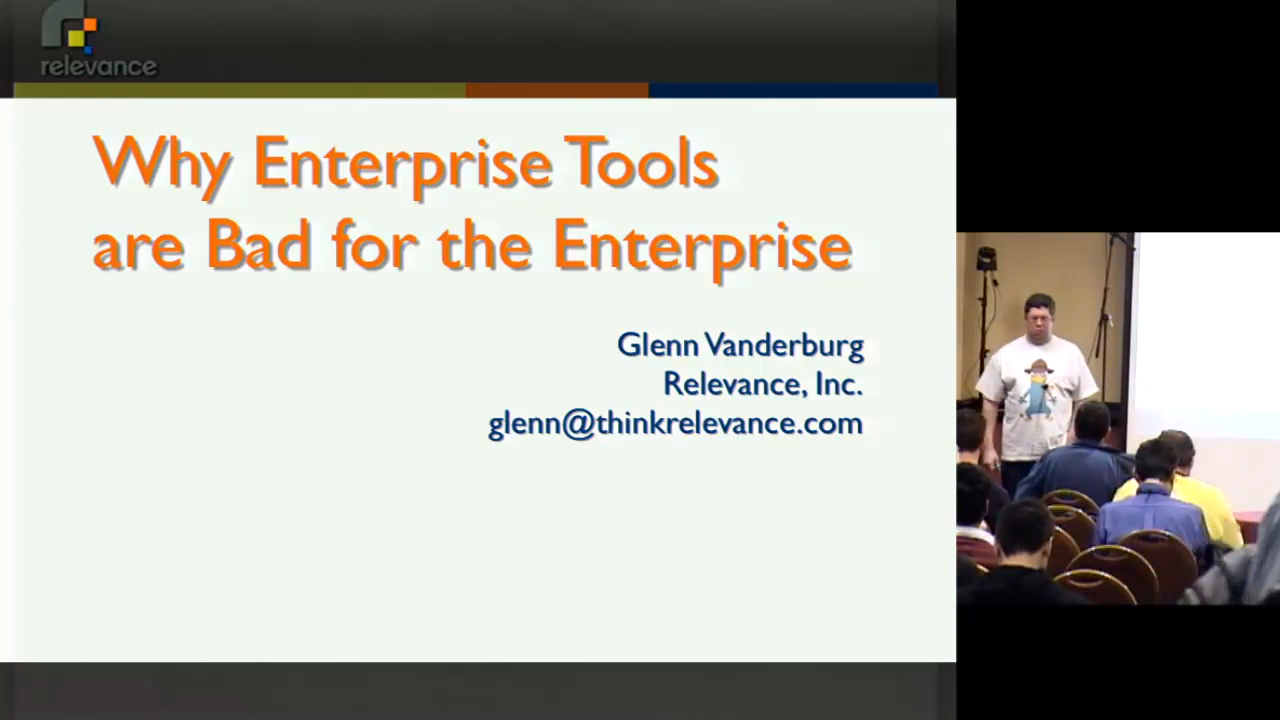 relevance
Why Enterprise Tools
are Bad for the Enterprise
Glenn Vanderburg
Relevance, Inc.
glenn@thinkrelevance.com